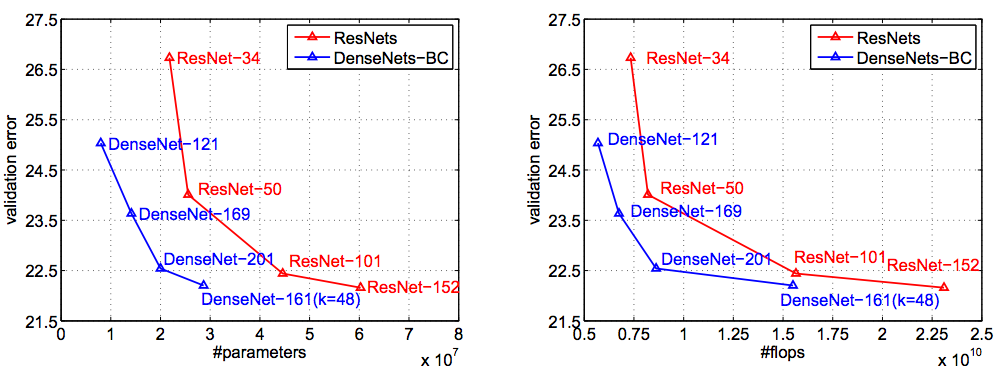 27.5
26.5
25.5
24.5
23.5
22.5
21.5
validation error
0
1
2
3
4
5
6
7
8
#parameters
x 10^7
ResNets
DenseNets−BC
ResNet−34
DenseNet−121
ResNet−50
DenseNet−169
DenseNet−201
ResNet−101
ResNet−152
DenseNet−161(k=48)
27.5
26.5
25.5
24.5
23.5
22.5
21.5
validation error
0.5
0.75
1
1.25
1.5
1.75
2
2.25
2.5
#flops
x 10^10
ResNets
DenseNets−BC
ResNet−34
DenseNet−121
ResNet−50
DenseNet−169
DenseNet−201
ResNet−101
ResNet−152
DenseNet−161(k=48)